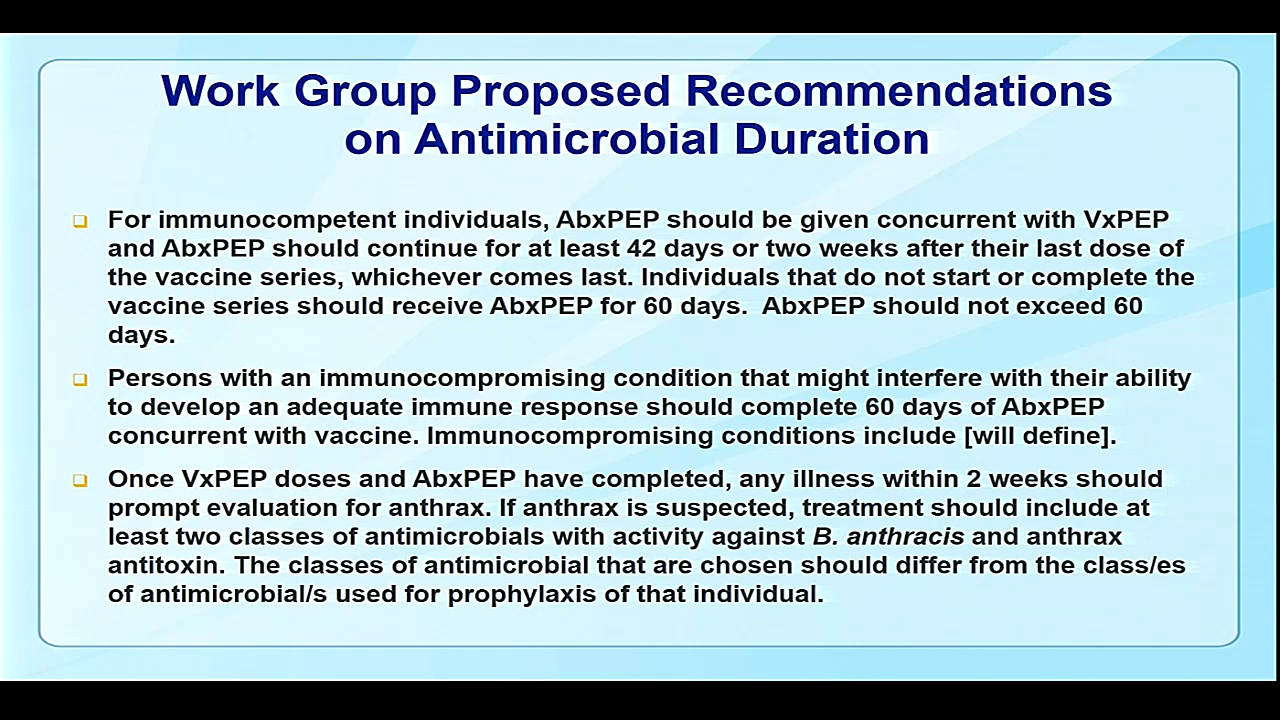 Work Group Proposed Recommendations
on Antimicrobial Duration
For immunocompetent individuals, AbxPEP should be given concurrent with VxPEP
and AbxPEP should continue for at least 42 days or two weeks after their last dose of
the vaccine series, whichever comes last. Individuals that do not start or complete the
vaccine series should receive AbxPEP for 60 days.  AbxPEP should not exceed 60
days.
Persons with an immunocompromising condition that might interfere with their ability
to develop an adequate immune response should complete 60 days of AbxPEP
concurrent with vaccine. Immunocompromising conditions include [will define].
Once VxPEP doses and AbxPEP have completed, any illness within 2 weeks should
prompt evaluation for anthrax. If anthrax is suspected, treatment should include at
least two classes of antimicrobials with activity against B. anthracis and anthrax
antitoxin. The classes of antimicrobial that are chosen should differ from the class/es
of antimicrobial/s used for prophylaxis of that individual.